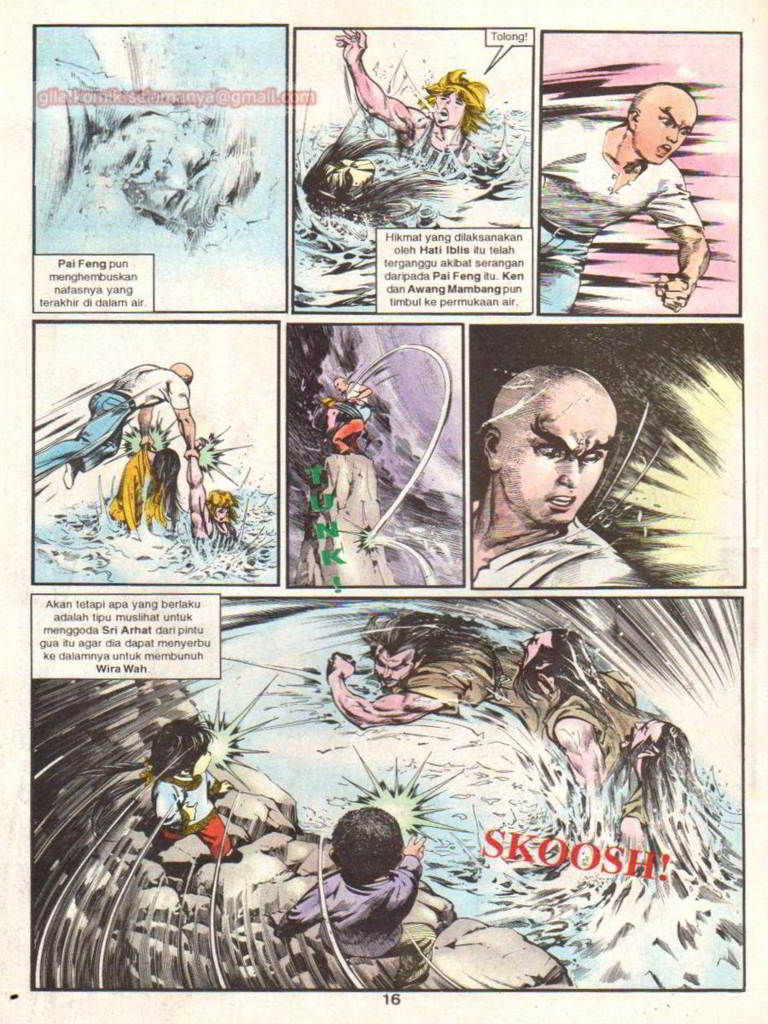 gila-komik-selamanya@gmail.com
Pai Feng pun
menghembuskan
nafasnya yang
terakhir di dalam air.
Tolong!
Hikmat yang dilaksanakan
oleh Hati Iblis itu telah
terganggu akibat serangan
daripada Pai Feng itu. Ken
dan Awang Mambang pun
timbul ke permukaan air.
TUNK!
Akan tetapi apa yang berlaku
adalah tipu muslihat untuk
menggoda Sri Arhat dari pintu
gua itu agar dia dapat menyerbu
ke dalamnya untuk membunuh
Wira Wah.
SKOOSH!
16